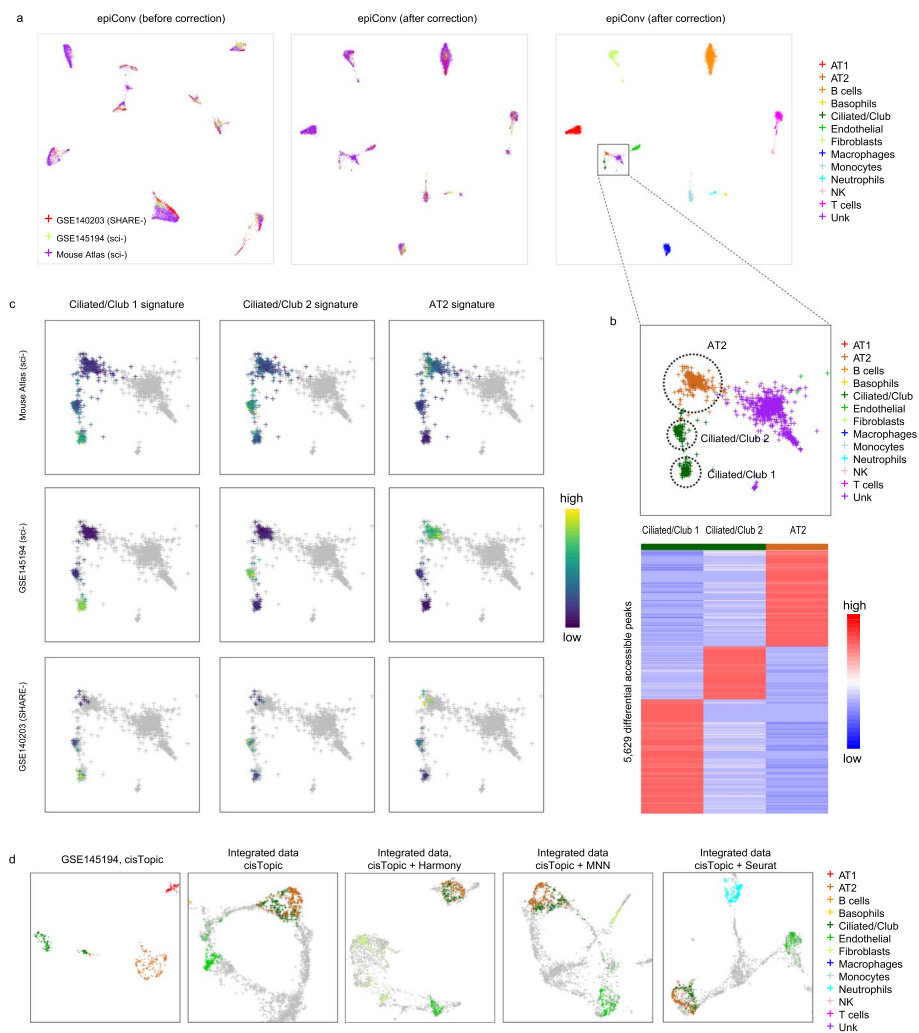 a
epiConv (before correction)
epiConv (after correction)
epiConv (after correction)
GSE140203 (SHARE-)
GSE145194 (sci-)
Mouse Atlas (sci-)
AT1
AT2
B cells
Basophils
Ciliated/Club
Endothelial
Fibroblasts
Macrophages
Monocytes
Neutrophils
NK
T cells
Unk
c
Ciliated/Club 1 signature
Ciliated/Club 2 signature
AT2 signature
Mouse Atlas (sci-)
GSE145194 (sci-)
GSE140203 (SHARE-)
high
low
b
AT2
Ciliated/Club 2
Ciliated/Club 1
AT1
AT2
B cells
Basophils
Ciliated/Club
Endothelial
Fibroblasts
Macrophages
Monocytes
Neutrophils
NK
T cells
Unk
Ciliated/Club 1
Ciliated/Club 2
AT2
5,629 differential accessible peaks
high
low
d
GSE145194, cisTopic
Integrated data
cisTopic
Integrated data,
cisTopic + Harmony
Integrated data
cisTopic + MNN
Integrated data
cisTopic + Seurat
AT1
AT2
B cells
Basophils
Ciliated/Club
Endothelial
Fibroblasts
Macrophages
Monocytes
Neutrophils
NK
T cells
Unk